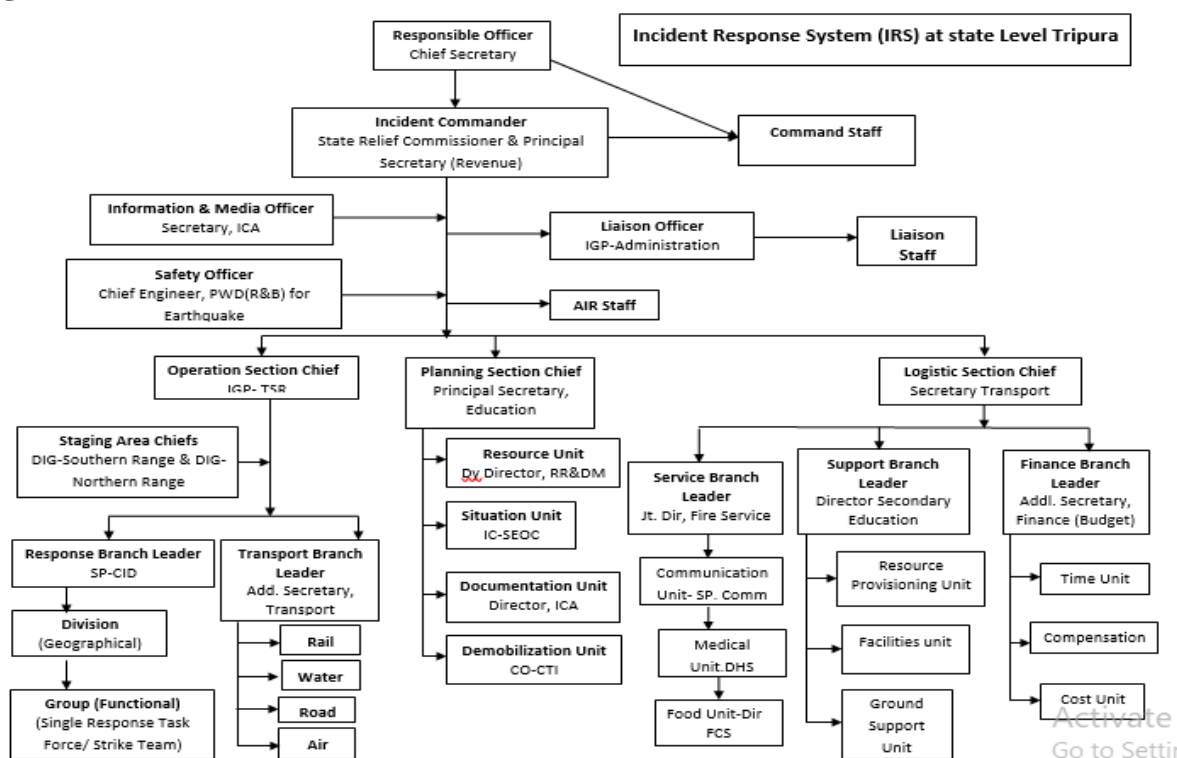 Responsible Officer
Chief Secretary
Incident Response System (IRS) at state Level Tripura
Incident Commander
State Relief Commissioner & Principal
Secretary (Revenue)
Command Staff
Information & Media Officer
Secretary, ICA
Liaison Officer
IGP-Administration
Liaison
Staff
Safety Officer
Chief Engineer, PWD(R&B) for
Earthquake
AIR Staff
Operation Section Chief
IGP- TSR
Planning Section Chief
Principal Secretary,
Education
Logistic Section Chief
Secretary Transport
Staging Area Chiefs
DIG-Southern Range & DIG-
Northern Range
Resource Unit
Dy Director, RR&DM
Situation Unit
IC-SEOC
Documentation Unit
Director, ICA
Demobilization Unit
CO-CTI
Service Branch
Leader
Jt. Dir, Fire Service
Support Branch
Leader
Director Secondary
Education
Finance Branch
Leader
Addl. Secretary,
Finance (Budget)
Response Branch Leader
SP-CID
Transport Branch
Leader
Add. Secretary,
Transport
Division
(Geographical)
Group (Functional)
(Single Response Task
Force/ Strike Team)
Rail
Water
Road
Air
Communication
Unit- SP. Comm
Medical
Unit.DHS
Food Unit-Dir
FCS
Resource
Provisioning Unit
Facilities unit
Ground
Support
Unit
Time Unit
Compensation
Cost Unit
Activate
Go to Settin